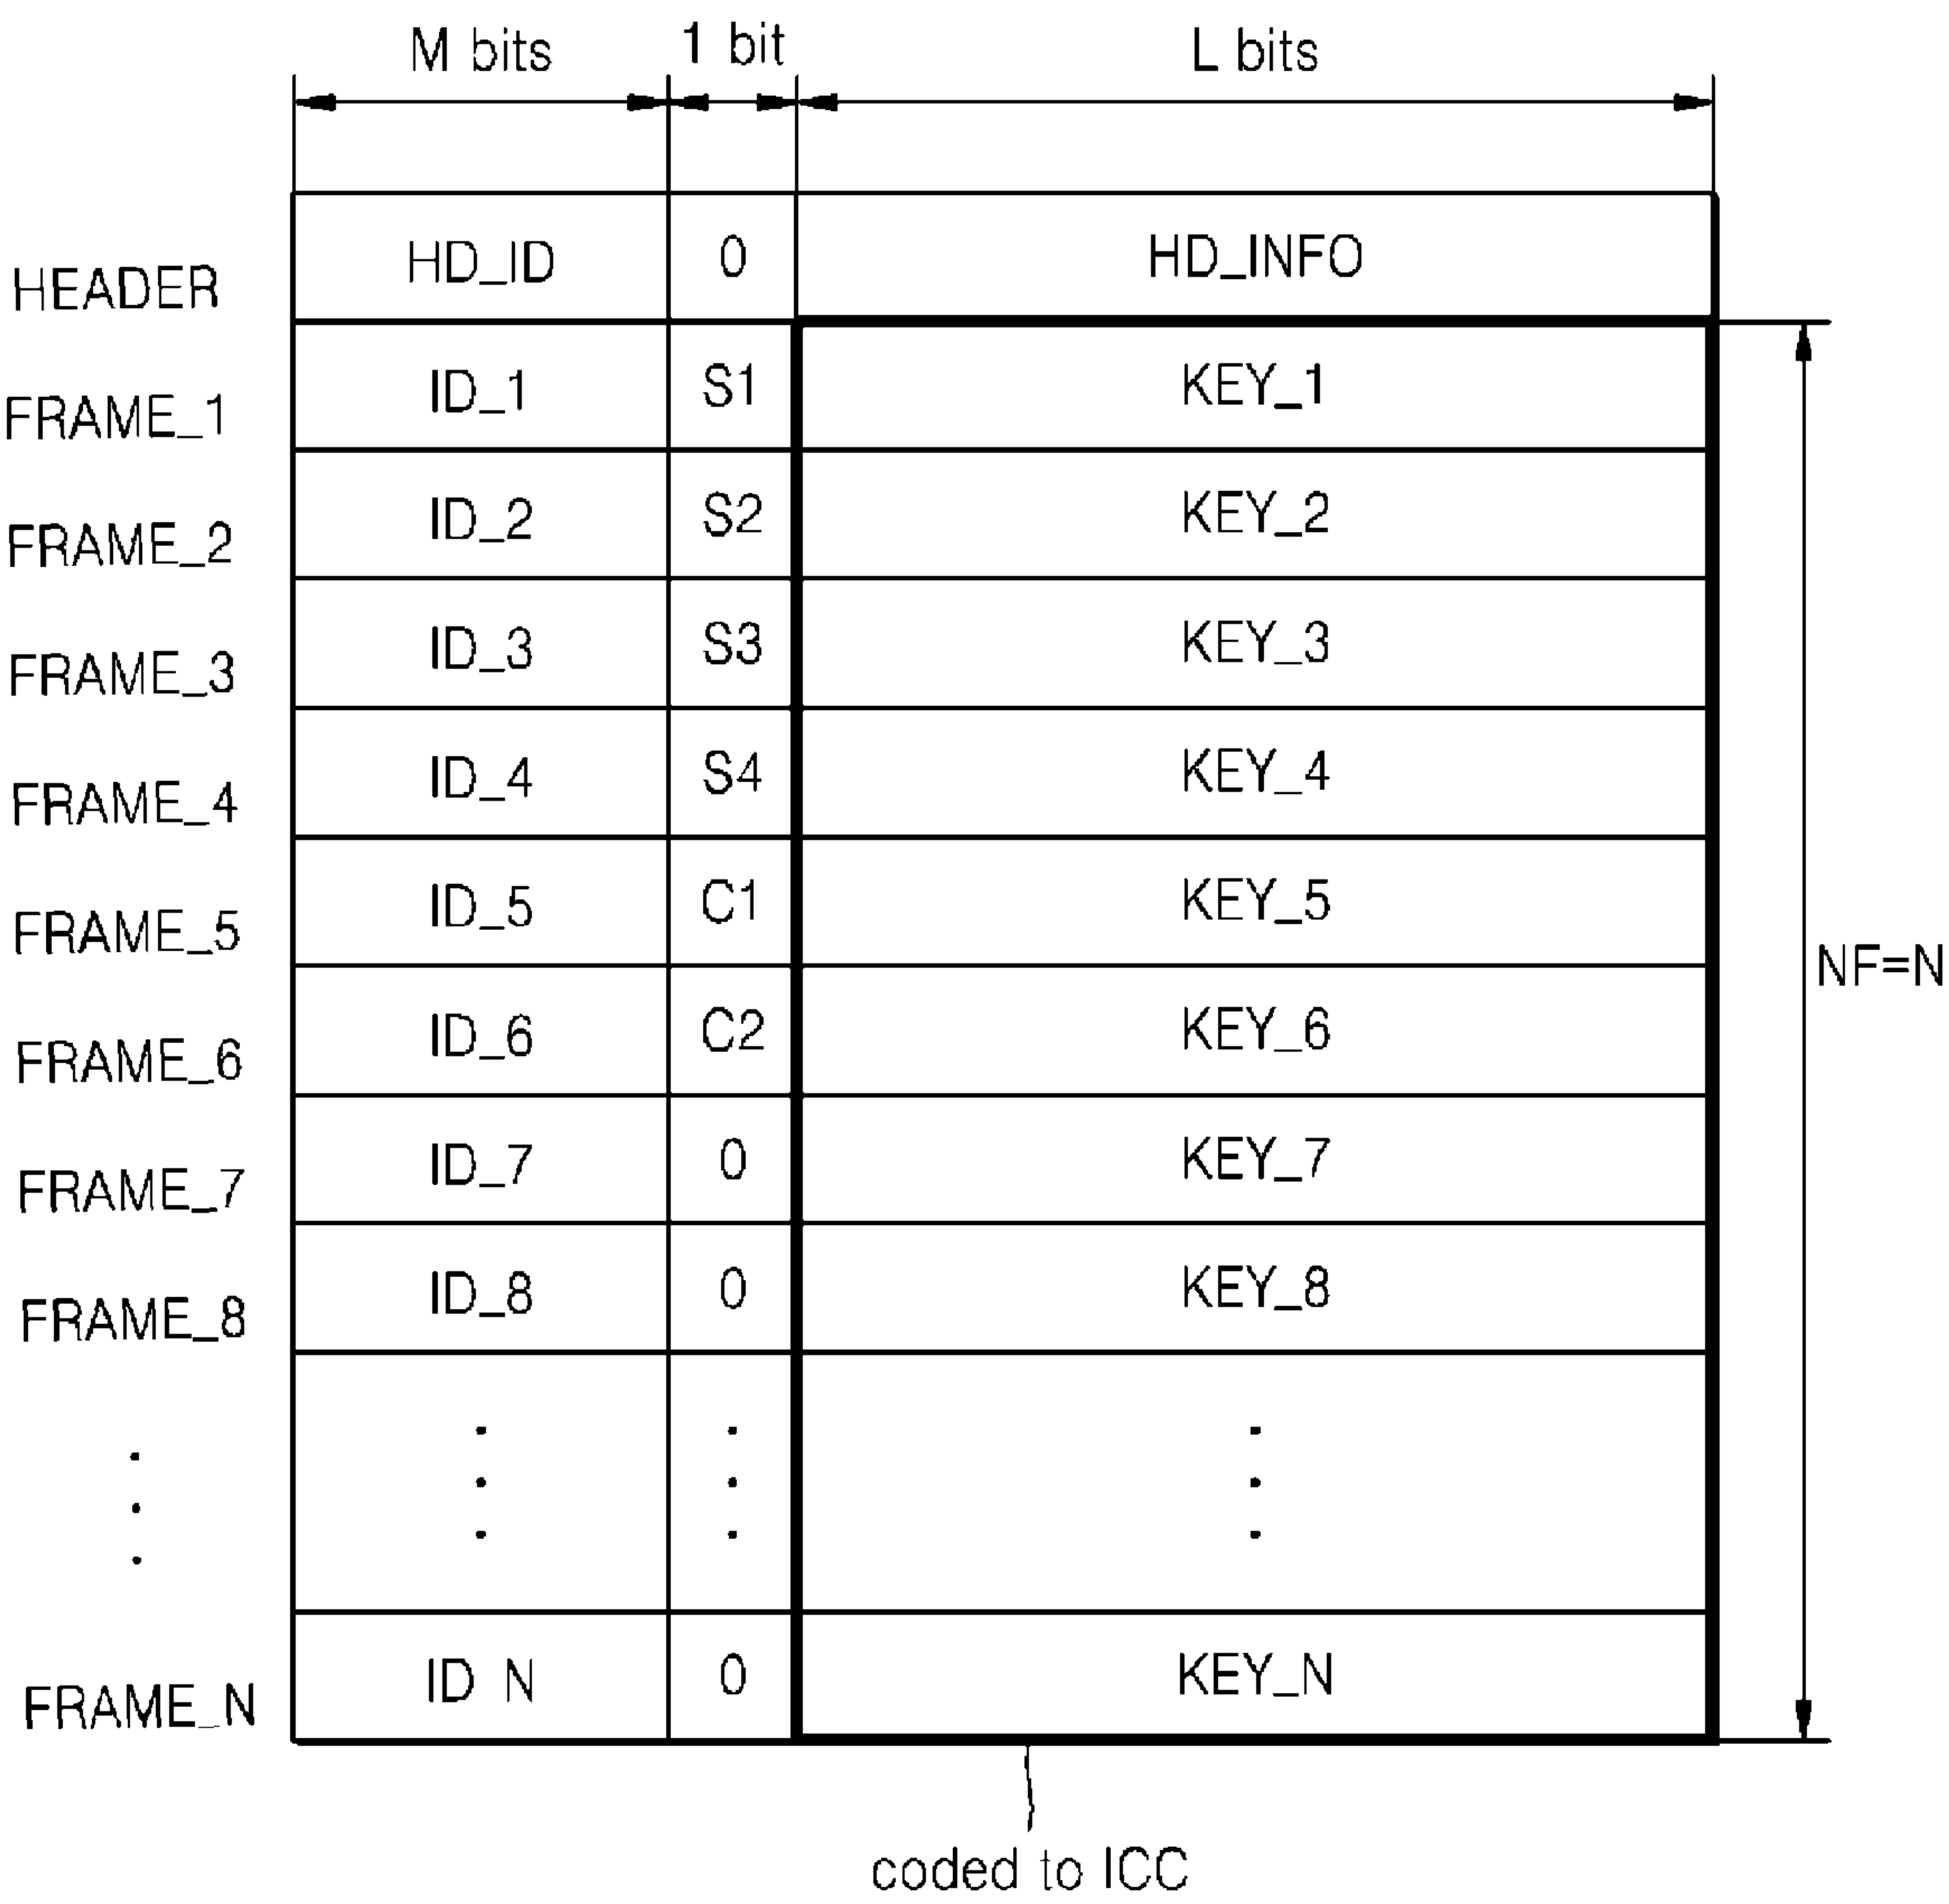 M bits 1 bit L bits
HEADER HD_ID 0 HD_INFO
FRAME_1 ID_1 S1 KEY_1
FRAME_2 ID_2 S2 KEY_2
FRAME_3 ID_3 S3 KEY_3
FRAME_4 ID_4 S4 KEY_4
FRAME_5 ID_5 C1 KEY_5
NF=N
FRAME_6 ID_6 C2 KEY_6
FRAME_7 ID_7 0 KEY_7
FRAME_8 ID_8 0 KEY_8
FRAME_N ID N 0 KEY_N
coded to ICC